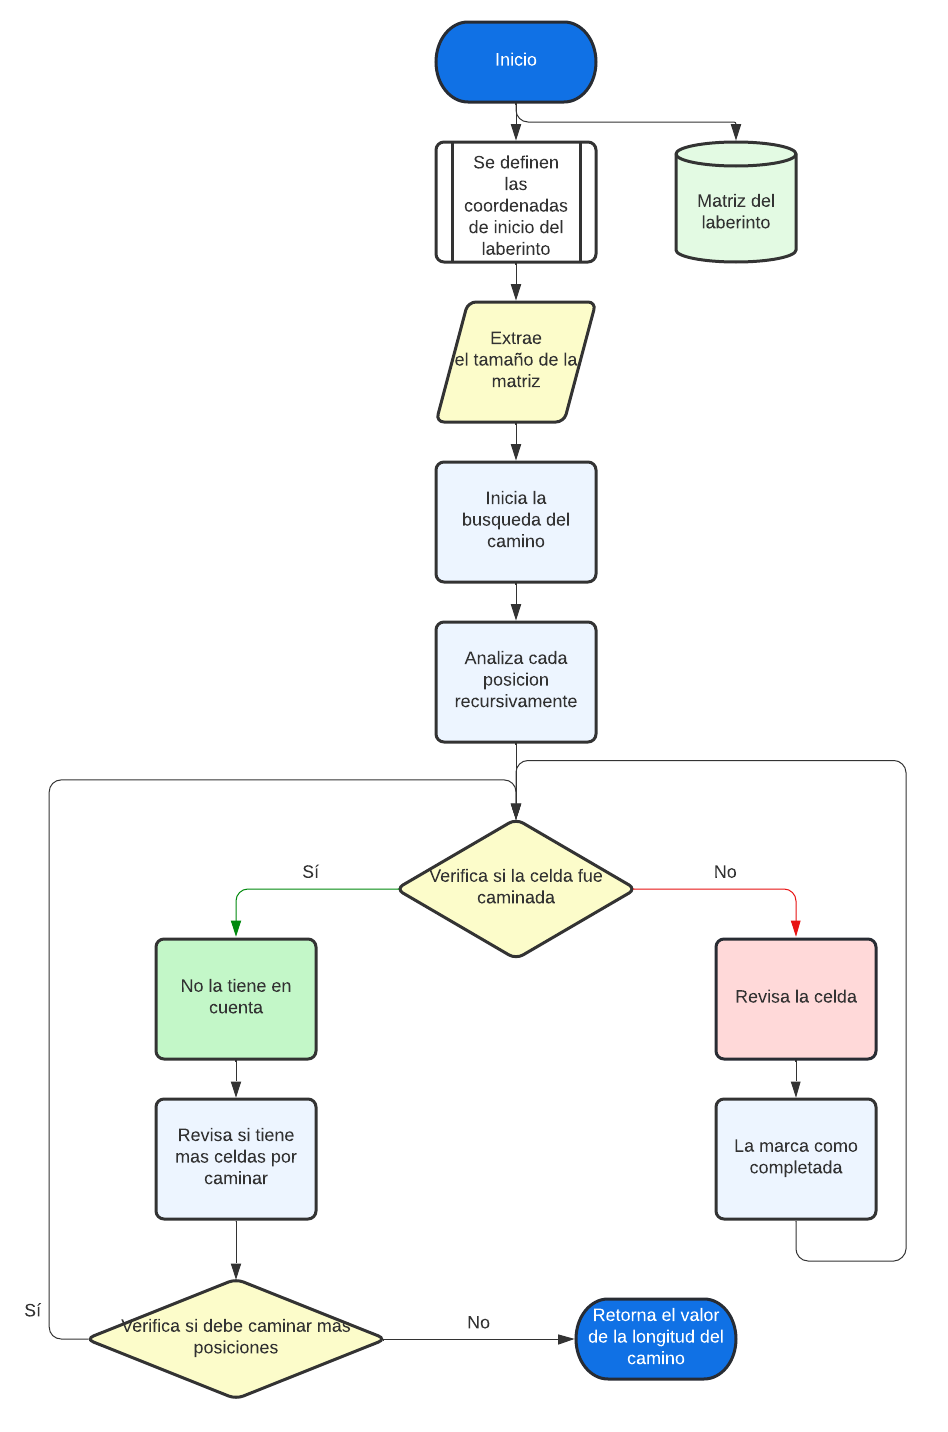 Inicio
Se definen
las
coordenadas
de inicio del
laberinto
Matriz del
laberinto
Extrae
el tamaño de la
matriz
Inicia la
busqueda del
camino
Analiza cada
posicion
recursivamente
Verifica si la celda fue
caminada
Sí
No
No la tiene en
cuenta
Revisa la celda
Revisa si tiene
mas celdas por
caminar
La marca como
completada
Sí
Verifica si debe caminar mas
posiciones
No
Retorna el valor
de la longitud del
camino